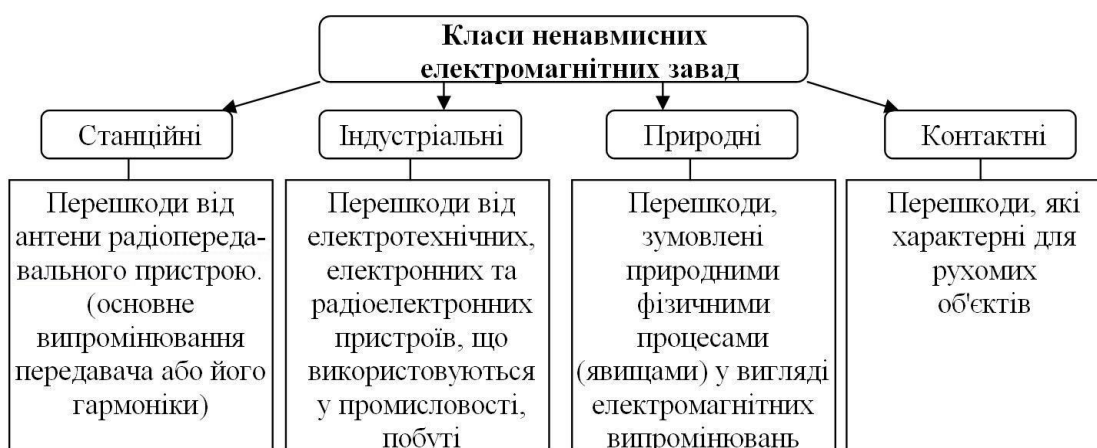 Класи ненавмисних
електромагнітних завад
Станційні
Індустріальні
Природні
Контактні
Перешкоди від
антени радіопереда-
вального пристрою.
(основне
випромінювання
передавача або його
гармоніки)
Перешкоди від
електротехнічних,
електронних та
радіоелектронних
пристроїв, що
використовуються
у промисловості,
побуті
Перешкоди,
зумовлені
природними
фізичними
процесами
(явищами) у вигляді
електромагнітних
випромінювань
Перешкоди, які
характерні для
рухомих
об'єктів